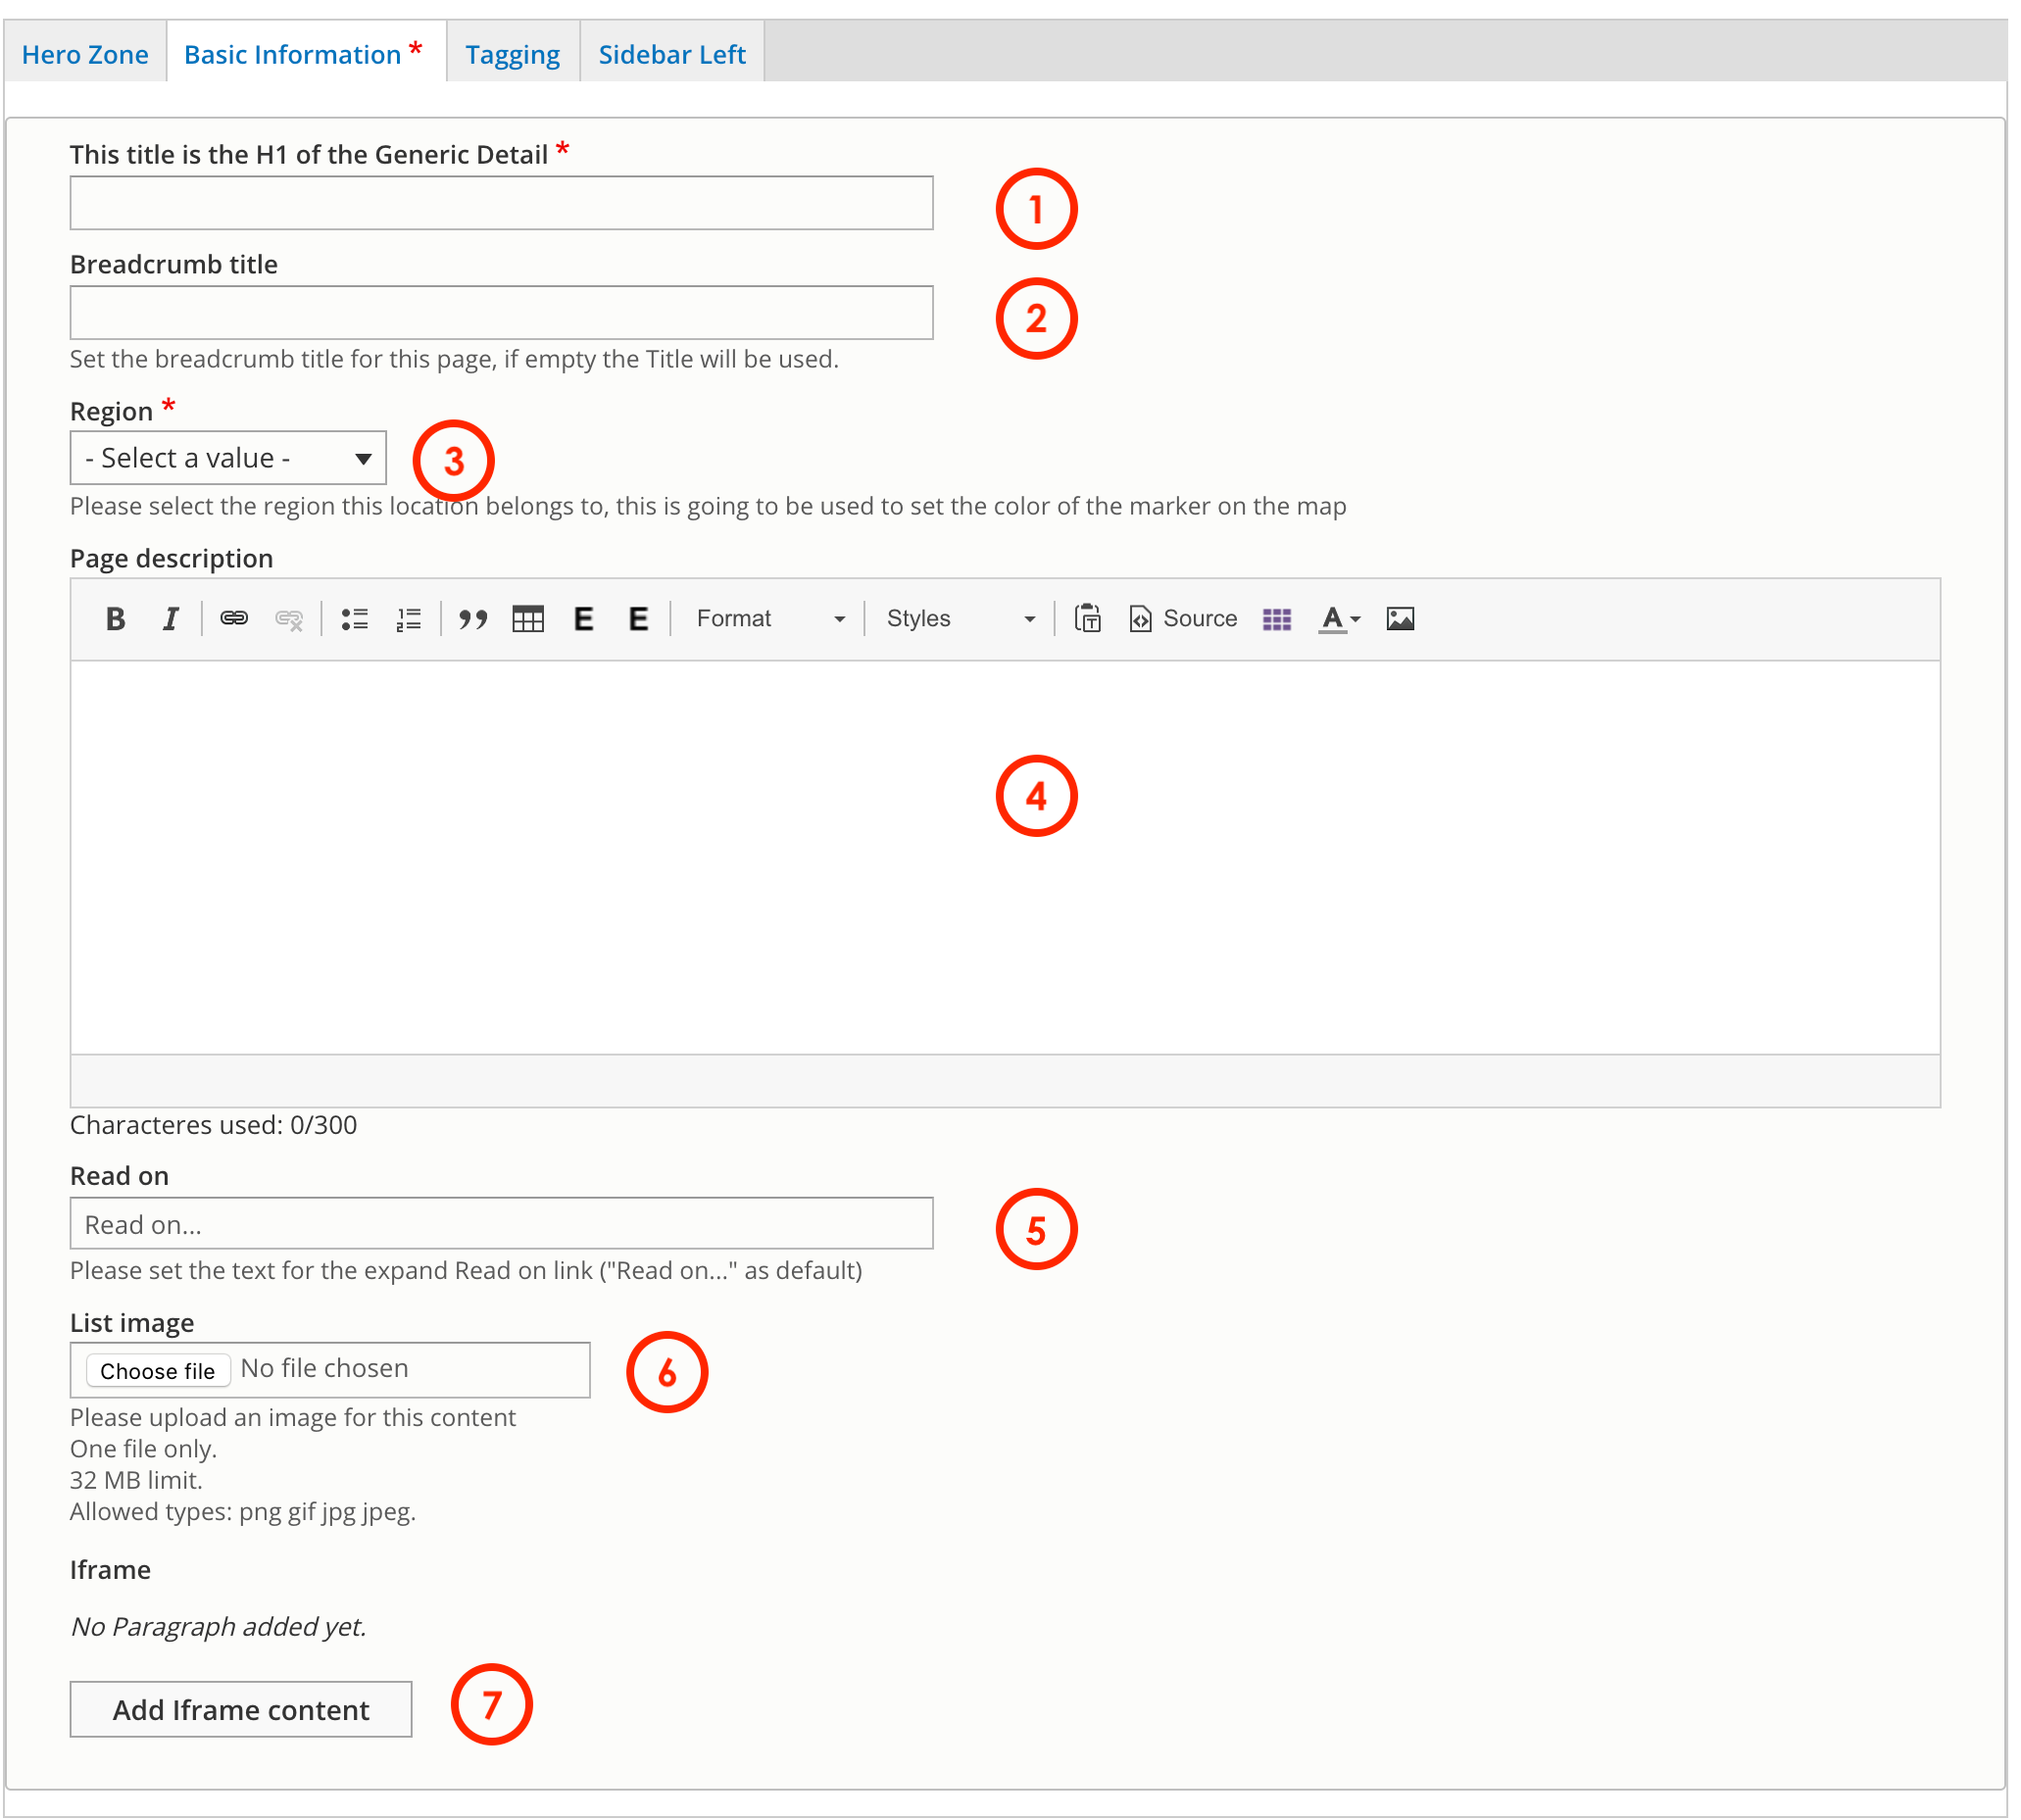 Hero Zone Basic Information * Tagging Sidebar Left
This title is the H1 of the Generic Detail *
1
Breadcrumb title
2
Set the breadcrumb title for this page, if empty the Title will be used.
Region *
- Select a value -
3
Please select the region this location belongs to, this is going to be used to set the color of the marker on the map
Page description
B I E E Format Styles Source A
4
Characteres used: 0/300
Read on
Read on...
5
Please set the text for the expand Read on link ("Read on..." as default)
List image
Choose file No file chosen
6
Please upload an image for this content
One file only.
32 MB limit.
Allowed types: png gif jpg jpeg.
Iframe
No Paragraph added yet.
Add Iframe content
7